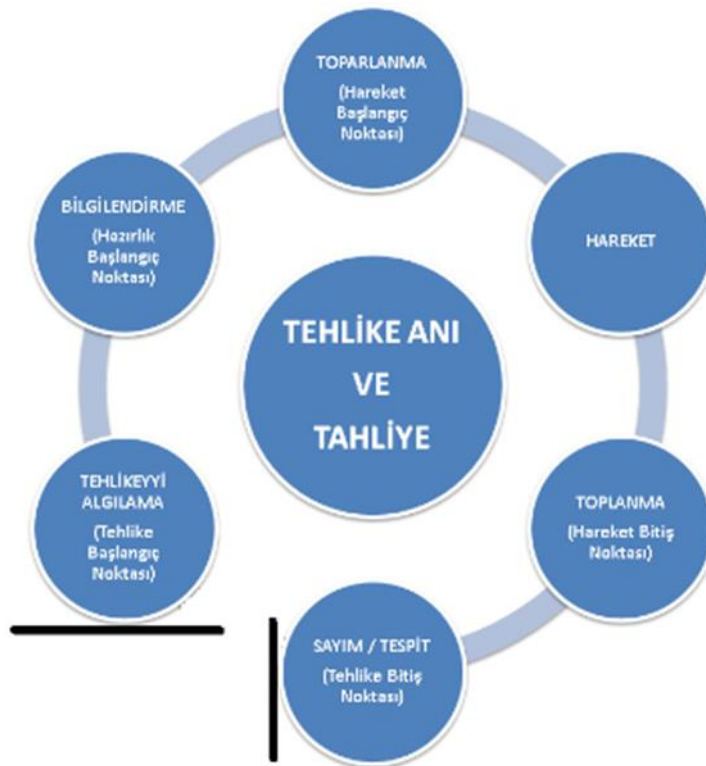 TOPARLANMA
(Hareket
Başlangıç
Noktası)
BİLGİLENDİRME
(Hazırlık
Başlangıç
Noktası)
HAREKET
TEHLİKE ANI
VE
TAHLİYE
TEHLİKEYYİ
ALGILAMA
(Tehlike
Başlangıç
Noktası)
TOPLANMA
(Hareket Bitiş
Noktası)
SAYIM / TESPİT
(Tehlike Bitiş
Noktası)